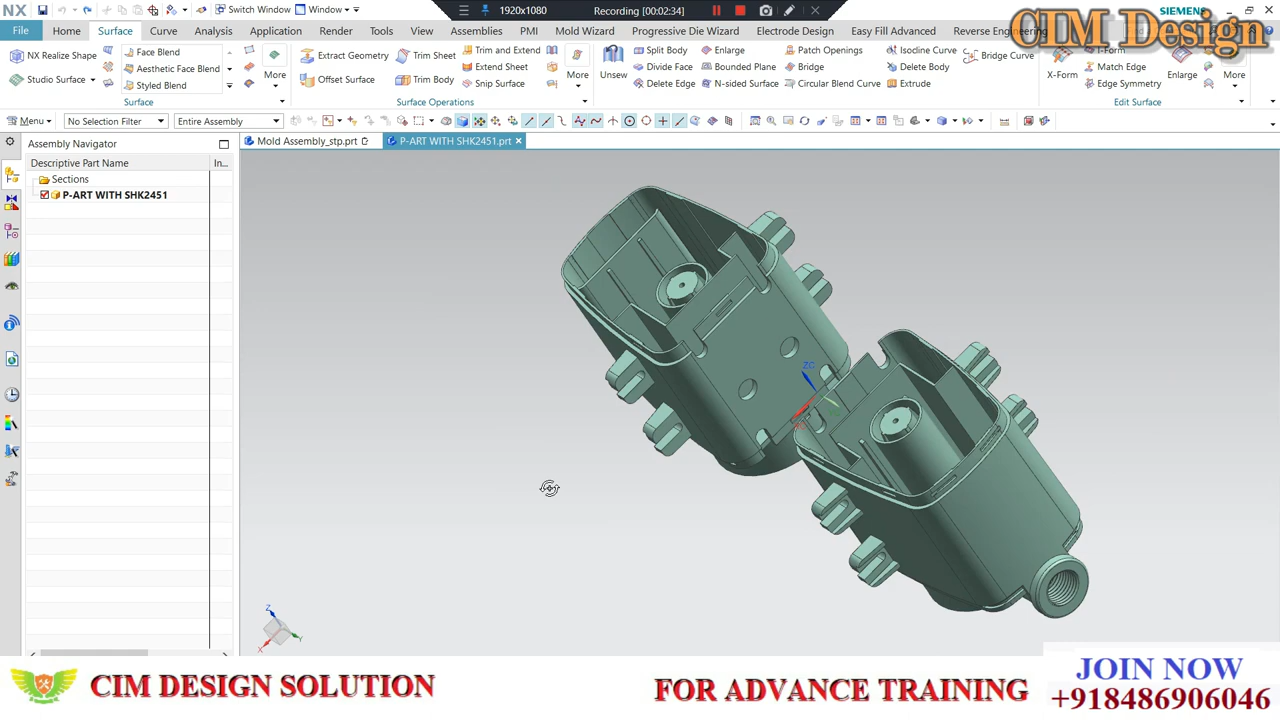 NX Switch Window Window 1920x1080 Recording [00:02:34] SIEMENS
CIM Design
File Home Surface Curve Analysis Application Render Tools View Assemblies PMI Mold Wizard Progressive Die Wizard Electrode Design Easy Fill Advanced Reverse Engineering
NX Realize Shape Face Blend Extract Geometry Trim Sheet Trim and Extend Split Body Enlarge Patch Openings Isocline Curve Bridge Curve
Aesthetic Face Blend More Extend Sheet More Unsew Divide Face Bounded Plane Bridge Delete Body X-Form Match Edge Enlarge More
Studio Surface Styled Blend Offset Surface Trim Body Snap Surface Delete Edge N-sided Surface Circular Blend Curve Extrude Edge Symmetry
Surface Surface Operations Edit Surface
Menu No Selection Filter Entire Assembly
Assembly Navigator Mold Assembly_stp.prt P-ART WITH SHK2451.prt
Descriptive Part Name In...
Sections
P-ART WITH SHK2451
ZC
Z
Y
X
CIM DESIGN SOLUTION FOR ADVANCE TRAINING
JOIN NOW
+918486906046